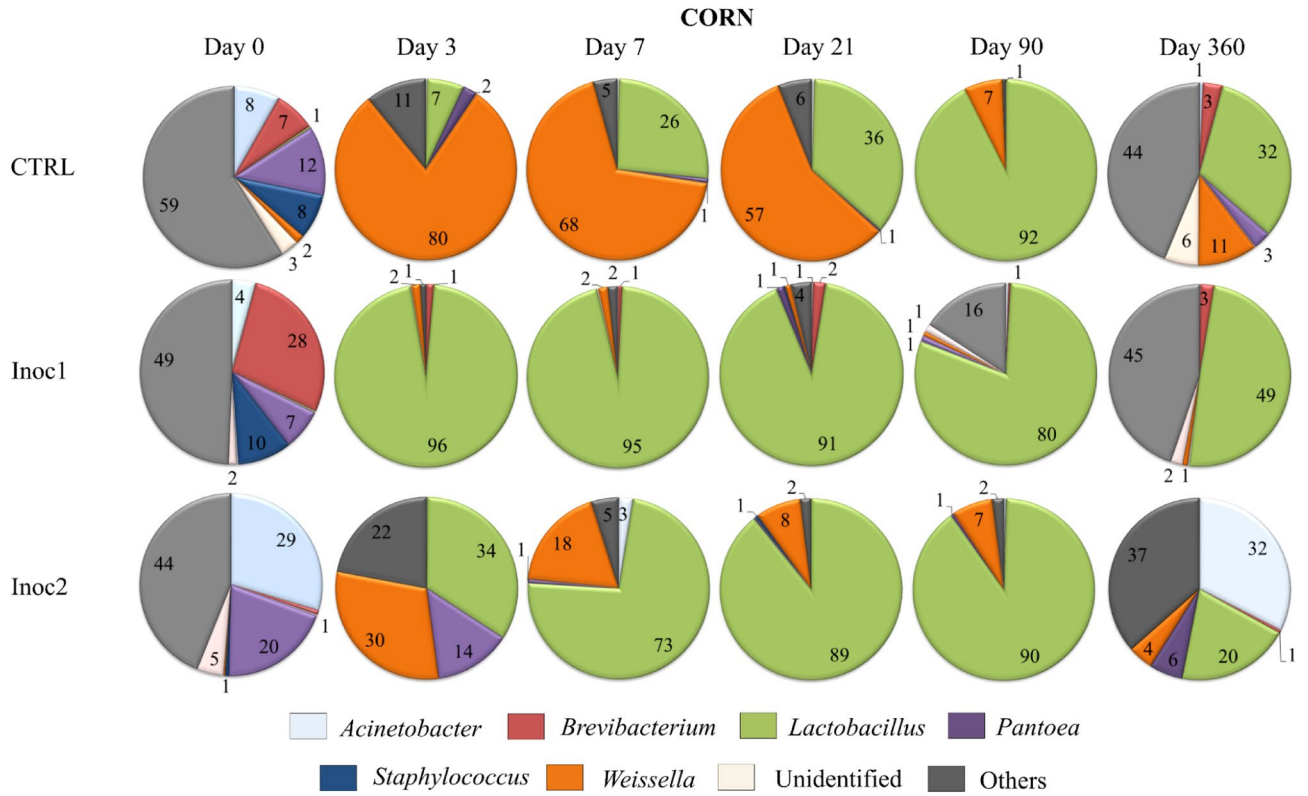 CORN
Day 0 Day 3 Day 7 Day 21 Day 90 Day 360
CTRL
8 7 1 12 8 2 3 59
7 2 80 11
26 1 68 5
36 1 57 6
92 7 1
1 3 32 3 11 6 44
Inoc1
4 28 7 10 2 49
1 96 2 1
1 95 2 2
2 91 1 1 4
1 80 1 1 1 16
3 49 1 2 45
Inoc2
29 1 20 1 5 44
34 14 30 22
3 73 1 18 5
89 1 8 2
90 1 7 2
32 1 20 6 4 37
Acinetobacter Brevibacterium Lactobacillus Pantoea
Staphylococcus Weissella Unidentified Others